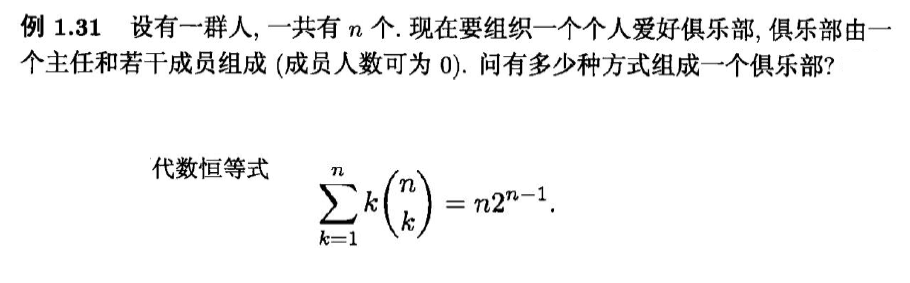 例 1.31 设有一群人, 一共有 n 个. 现在要组织一个个人爱好俱乐部, 俱乐部由一
个主任和若干成员组成 (成员人数可为 0). 问有多少种方式组成一个俱乐部?
代数恒等式
\sum_{k=1}^{n} k \binom{n}{k} = n2^{n-1}.